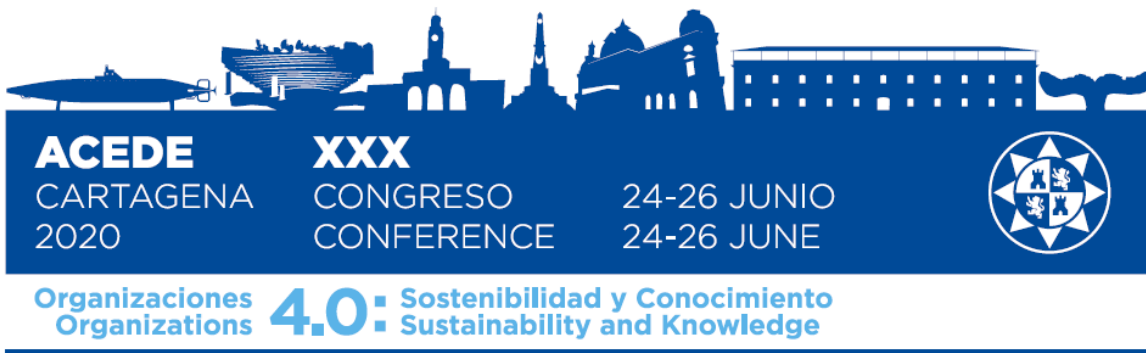 ACEDE
CARTAGENA
2020
XXX
CONGRESO
CONFERENCE
24-26 JUNIO
24-26 JUNE
Organizaciones
Organizations
4.0:
Sostenibilidad y Conocimiento
Sustainability and Knowledge